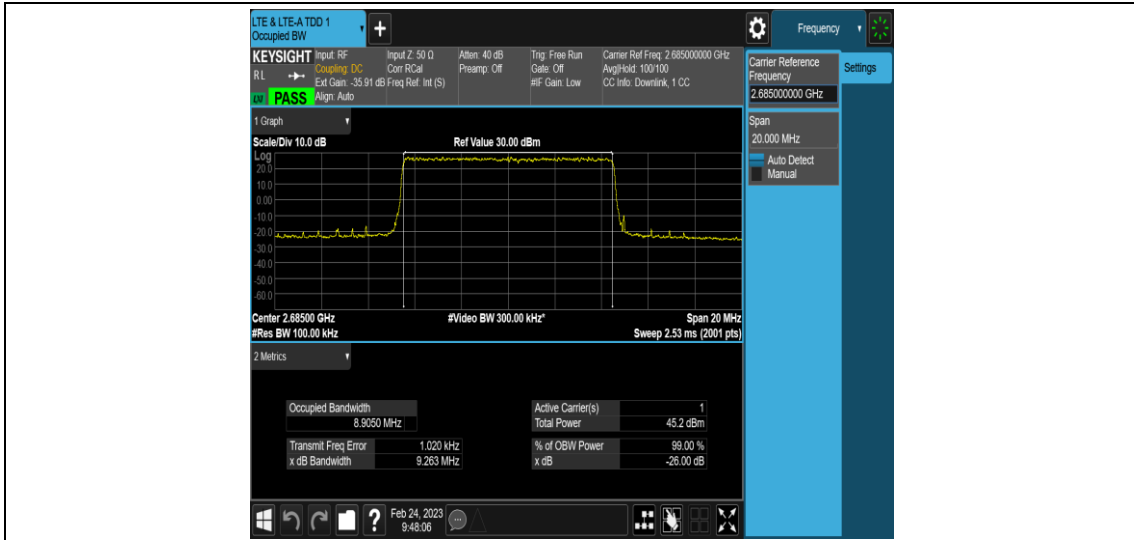 LTE & LTE-A TDD 1
Occupied BW
Frequency
KEYSIGHT
Input: RF
Coupling: DC
Ext Gain: -35.91 dB
Align: Auto
Input Z: 50 Ω
Corr RCal
Freq Ref: Int (S)
Atten: 40 dB
Preamp: Off
Trig: Free Run
Gate: Off
#IF Gain: Low
Carrier Ref Freq: 2.685000000 GHz
Avg|Hold: 100/100
CC Info: Downlink, 1 CC
R L
LXI
PASS
Carrier Reference
Frequency
2.685000000 GHz
Settings
Span
20.000 MHz
Auto Detect
Manual
1 Graph
Scale/Div 10.0 dB
Ref Value 30.00 dBm
Log
20.0
10.0
0.00
-10.0
-20.0
-30.0
-40.0
-50.0
-60.0
Center 2.68500 GHz
#Video BW 300.00 kHz*
Span 20 MHz
#Res BW 100.00 kHz
Sweep 2.53 ms (2001 pts)
2 Metrics
Occupied Bandwidth
8.9050 MHz
Active Carrier(s) 1
Total Power 45.2 dBm
Transmit Freq Error 1.020 kHz
% of OBW Power 99.00 %
x dB Bandwidth 9.263 MHz
x dB -26.00 dB
?
Feb 24, 2023
9:48:06